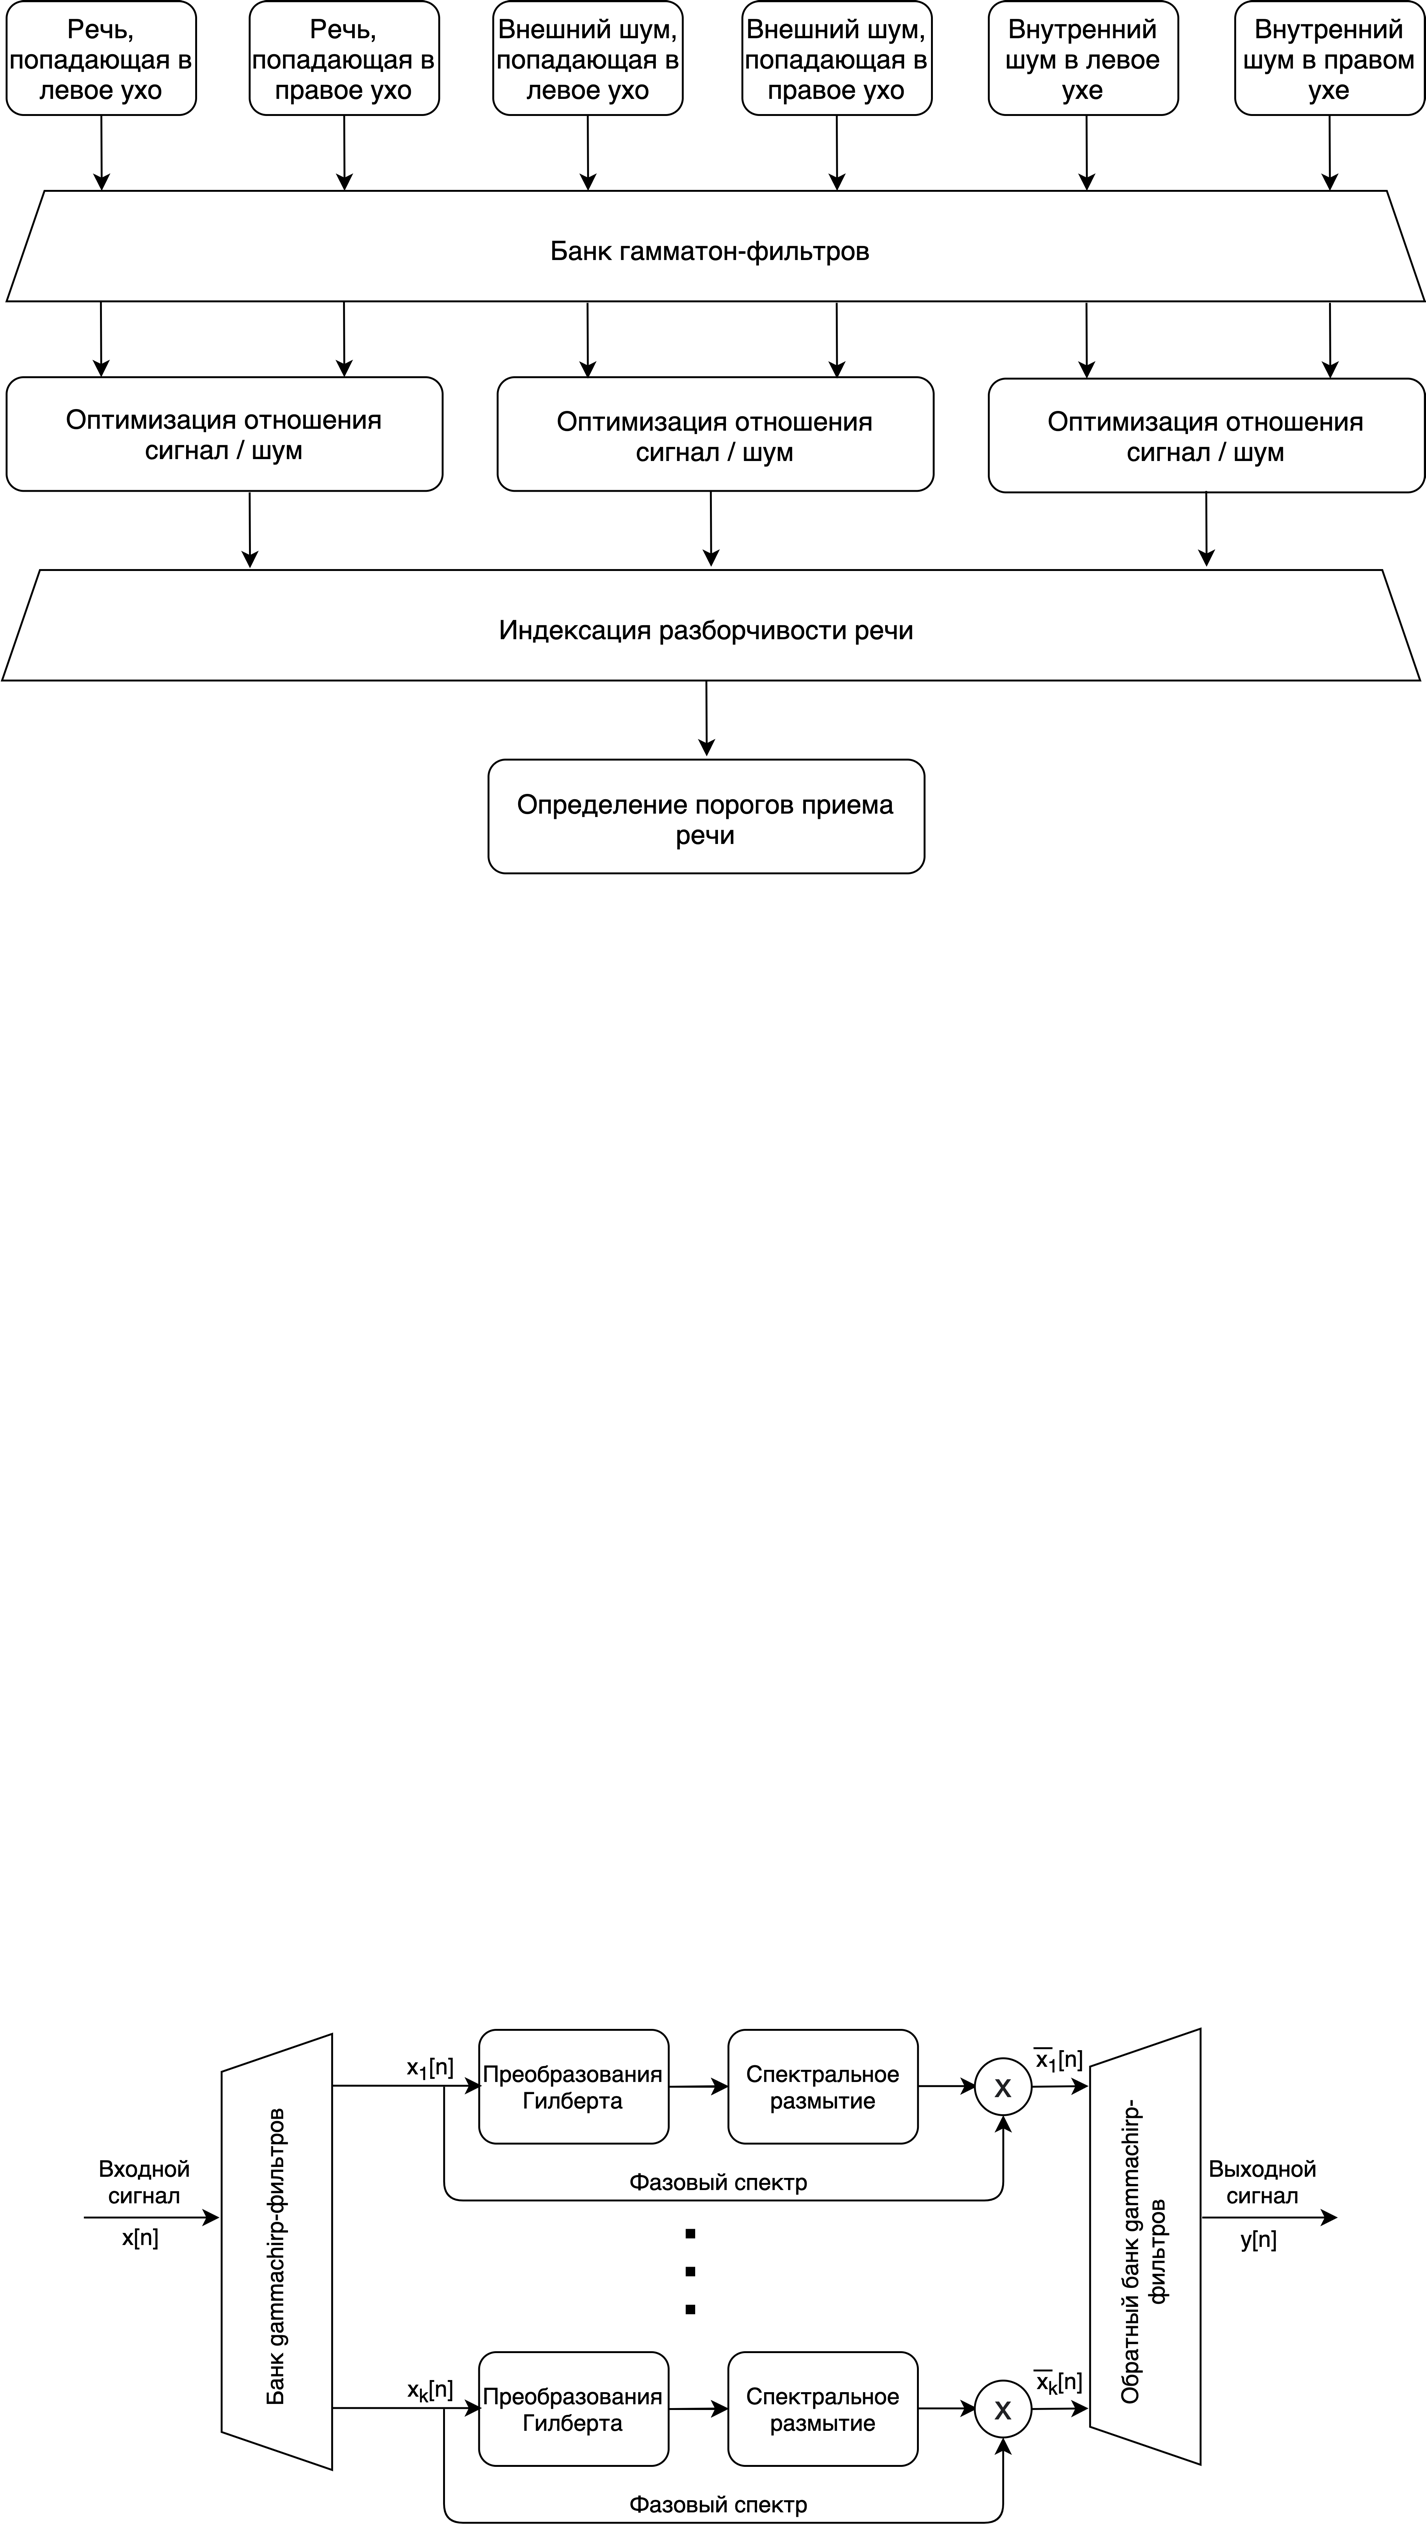 Речь,
попадающая в
левое ухо
Речь,
попадающая в
правое ухо
Внешний шум,
попадающая в
левое ухо
Внешний шум,
попадающая в
правое ухо
Внутренний
шум в левое
ухе
Внутренний
шум в правом
ухе
Банк гамматон-фильтров
Оптимизация отношения
сигнал / шум
Оптимизация отношения
сигнал / шум
Оптимизация отношения
сигнал / шум
Индексация разборчивости речи
Определение порогов приема
речи
Входной
сигнал
x[n]
Банк gammachirp-фильтров
x₁[n]
Преобразования
Гилберта
Спектральное
размытие
x
x̅₁[n]
Фазовый спектр
xₖ[n]
Преобразования
Гилберта
Спектральное
размытие
x
x̅ₖ[n]
Фазовый спектр
Обратный банк gammachirp-
фильтров
Выходной
сигнал
y[n]